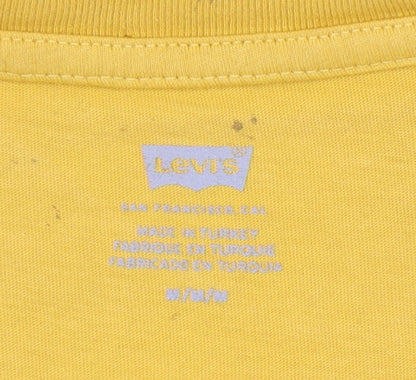 Levi's®
SAN FRANCISCO, CAL
MADE IN TURKEY
FABRIQUE EN TURQUIE
FABRICADO EN TURQUIA
M/M/M